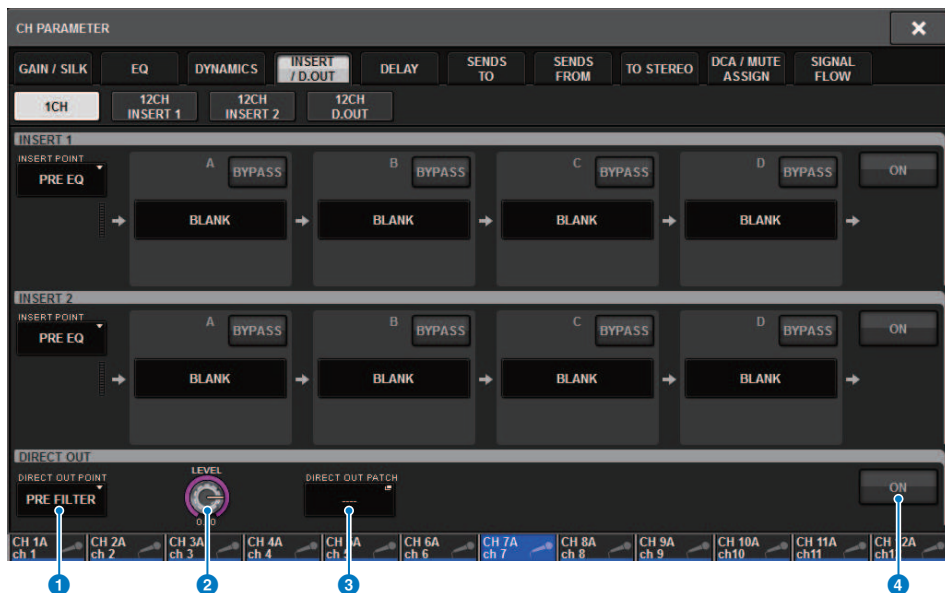 CH PARAMETER
GAIN / SILK EQ DYNAMICS INSERT / D.OUT DELAY SENDS TO SENDS FROM TO STEREO DCA / MUTE ASSIGN SIGNAL FLOW
1CH 12CH INSERT 1 12CH INSERT 2 12CH D.OUT
INSERT 1
INSERT POINT
PRE EQ
A BYPASS B BYPASS C BYPASS D BYPASS ON
BLANK BLANK BLANK BLANK
INSERT 2
INSERT POINT
PRE EQ
A BYPASS B BYPASS C BYPASS D BYPASS ON
BLANK BLANK BLANK BLANK
DIRECT OUT
DIRECT OUT POINT LEVEL DIRECT OUT PATCH
PRE FILTER ---- ON
CH 1A CH 2A CH 3A CH 4A CH 6A CH 7A CH 8A CH 9A CH 10A CH 11A
ch 1 ch 2 ch 3 ch 4 ch 6 ch 7 ch 8 ch 9 ch10 ch11
1 2 3 4